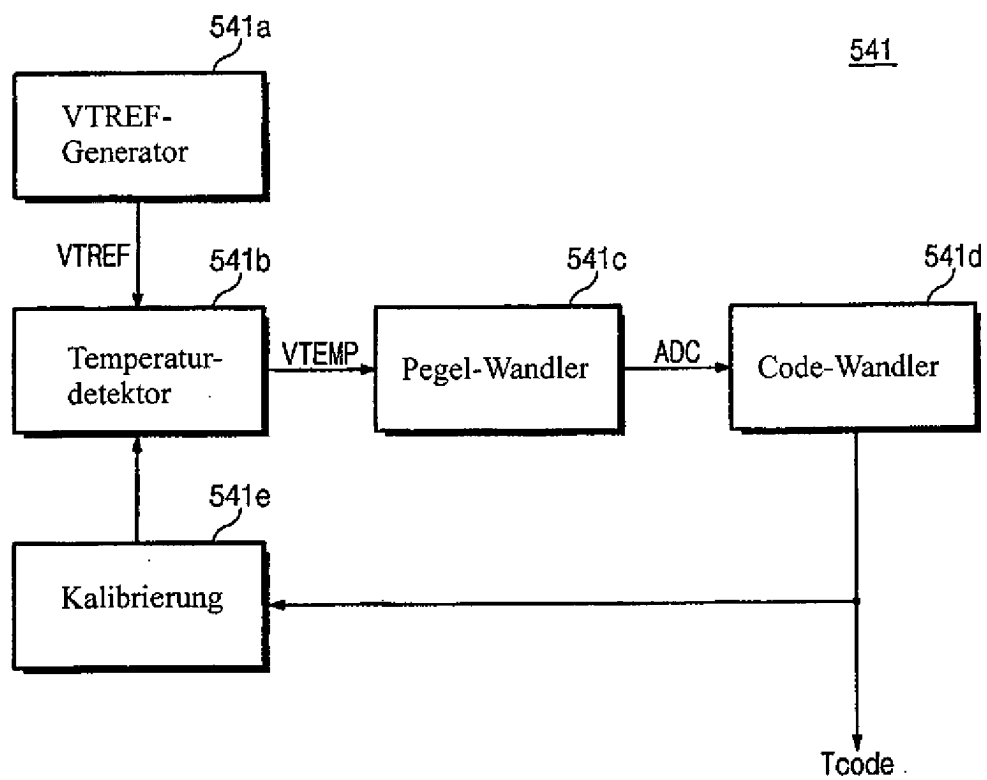 541a
541
VTREF-
Generator
VTREF
541b
541c
541d
Temperatur-
detektor
VTEMP
Pegel-Wandler
ADC
Code-Wandler
541e
Kalibrierung
Tcode